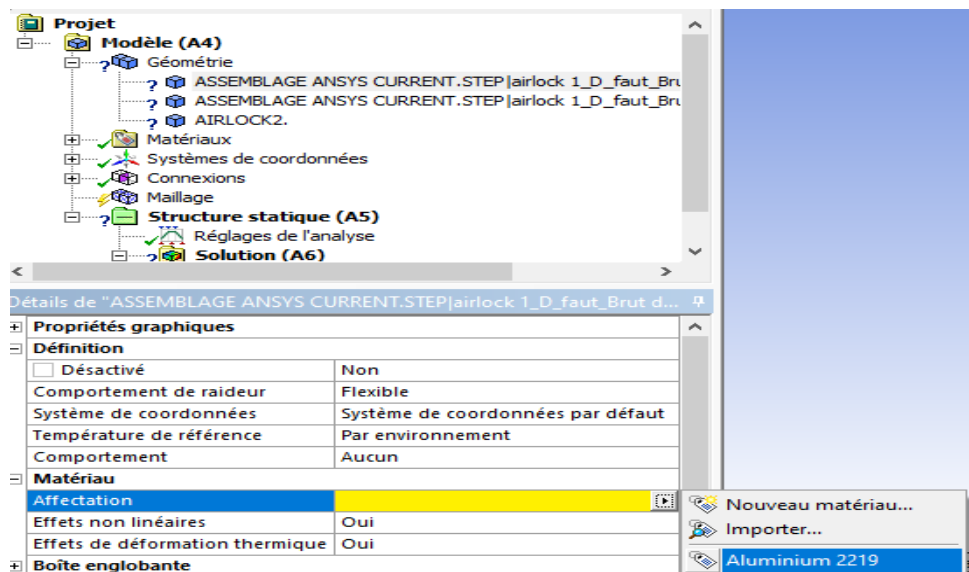 Projet
Modèle (A4)
Géométrie
ASSEMBLAGE ANSYS CURRENT.STEP|airlock 1_D_faut_Bru
ASSEMBLAGE ANSYS CURRENT.STEP|airlock 1_D_faut_Bru
AIRLOCK2.
Matériaux
Systèmes de coordonnées
Connexions
Maillage
Structure statique (A5)
Réglages de l'analyse
Solution (A6)
Détails de "ASSEMBLAGE ANSYS CURRENT.STEP|airlock 1_D_faut_Brut d...
Propriétés graphiques
Définition
Désactivé Non
Comportement de raideur Flexible
Système de coordonnées Système de coordonnées par défaut
Température de référence Par environnement
Comportement Aucun
Matériau
Affectation
Nouveau matériau...
Effets non linéaires Oui
Importer...
Effets de déformation thermique Oui
Aluminium 2219
Boîte englobante